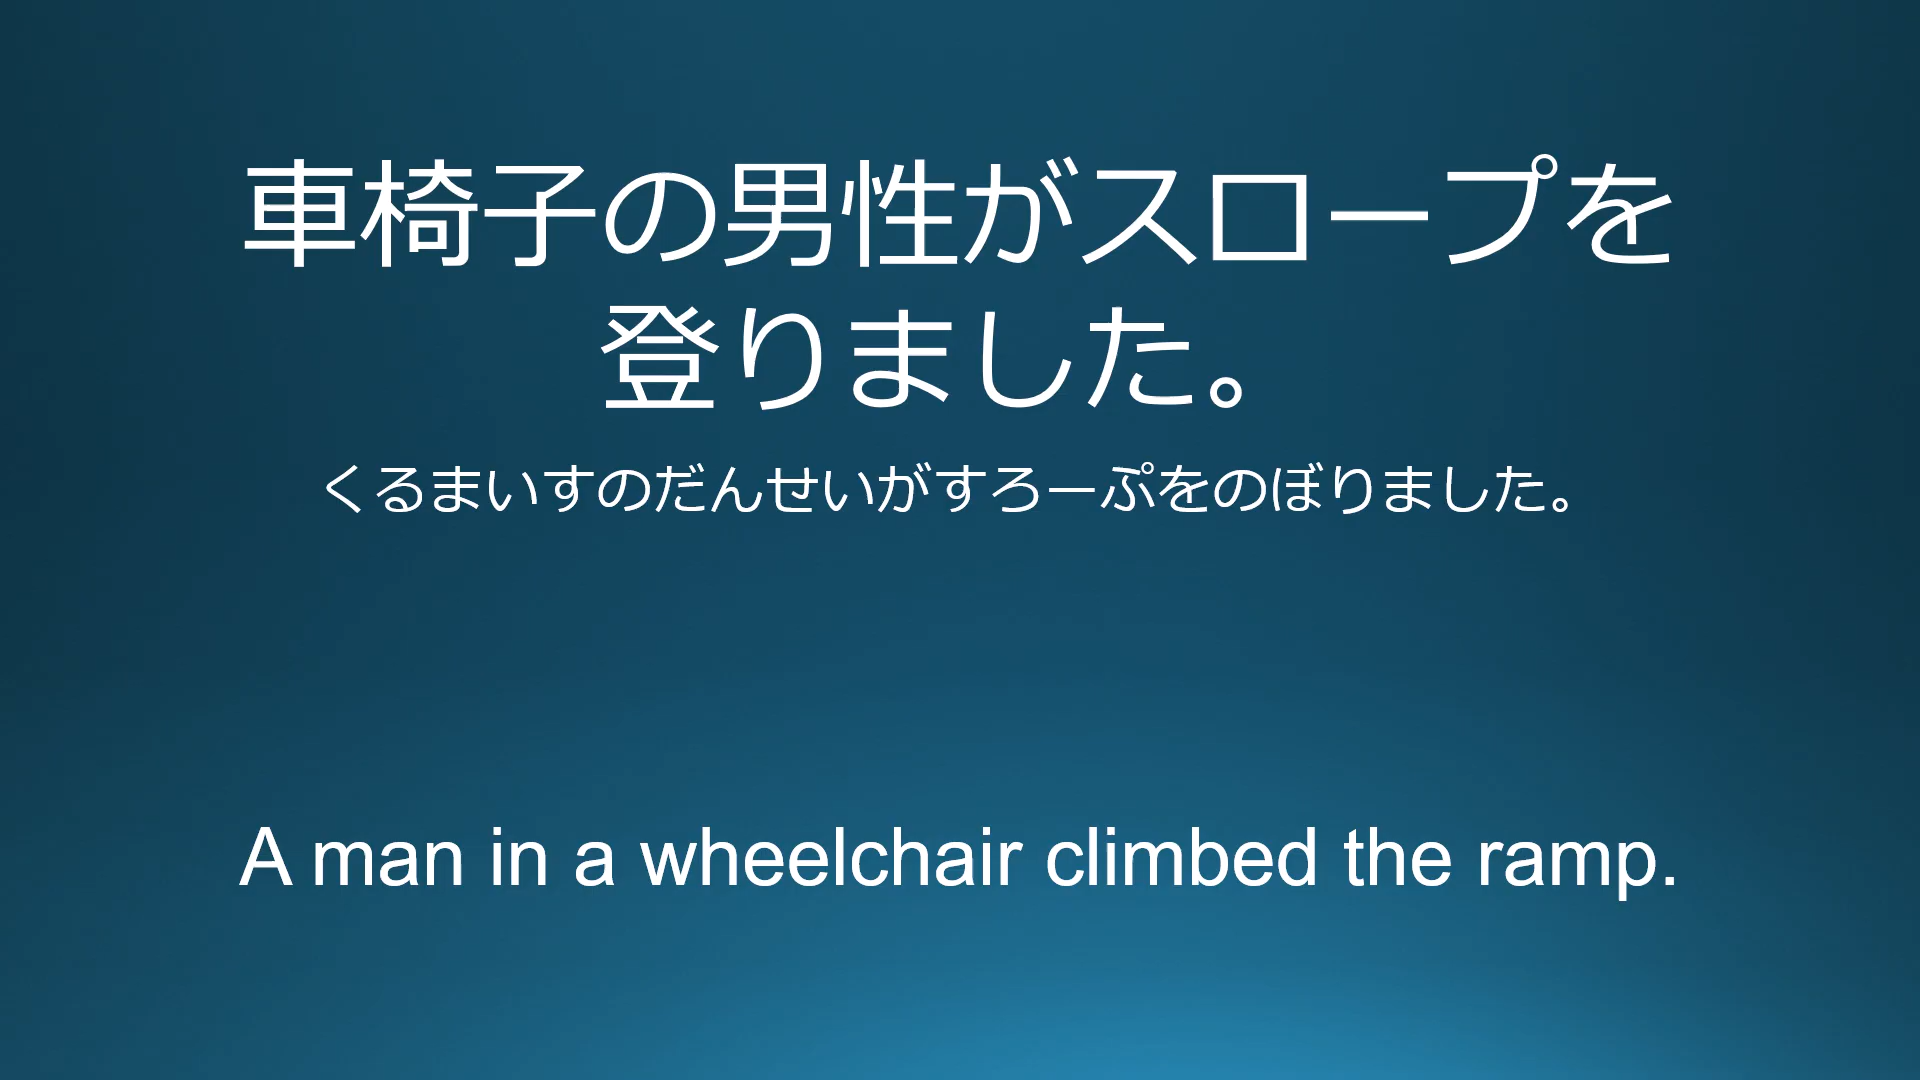 車椅子の男性がスロープを
登りました。
くるまいすのだんせいがすろーぷをのぼりました。
A man in a wheelchair climbed the ramp.